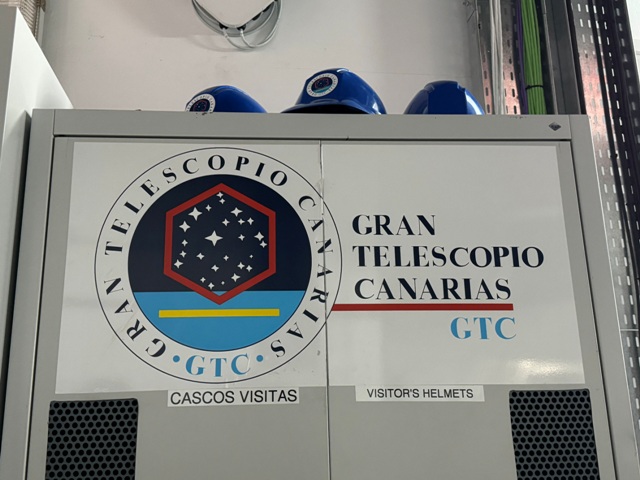 GRAN TELESCOPIO CANARIAS
•GTC•
GRAN
TELESCOPIO
CANARIAS
GTC
CASCOS VISITAS
VISITOR'S HELMETS